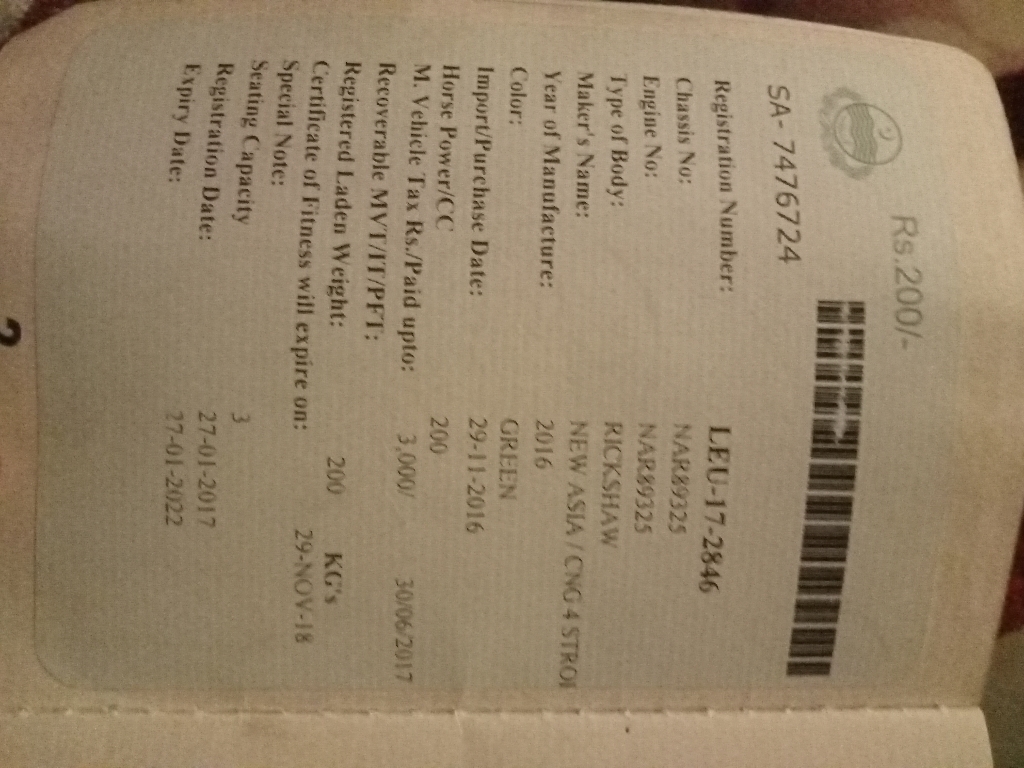 Rs.200/-
SA- 7476724
Registration Number: LEU-17-2846
Chassis No: NAR89325
Engine No: NAR89325
Type of Body: RICKSHAW
Maker's Name: NEW ASIA / CNG 4 STROI
Year of Manufacture: 2016
Color: GREEN
Import/Purchase Date: 29-11-2016
Horse Power/CC 200
M. Vehicle Tax Rs./Paid upto: 3,000/ 30/06/2017
Recoverable MVT/IT/PFT:
Registered Laden Weight: 200 KG's
Certificate of Fitness will expire on: 29-NOV-18
Special Note:
Seating Capacity 3
Registration Date: 27-01-2017
Expiry Date: 27-01-2022
2